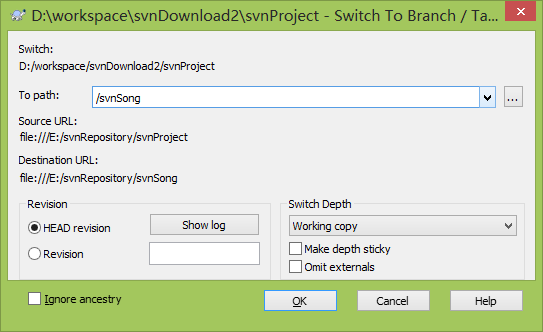 D:\workspace\svnDownload2\svnProject - Switch To Branch / Ta...
Switch:
D:/workspace/svnDownload2/svnProject
To path:
/svnSong
...
Source URL:
file:///E:/svnRepository/svnProject
Destination URL:
file:///E:/svnRepository/svnSong
Revision
HEAD revision
Show log
Revision
Switch Depth
Working copy
Make depth sticky
Omit externals
Ignore ancestry
OK
Cancel
Help